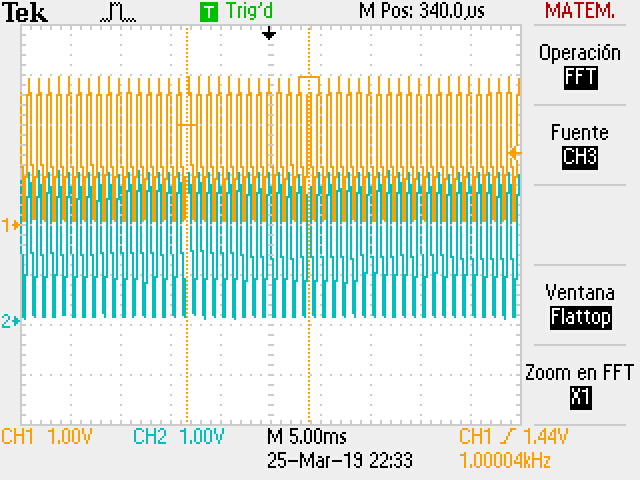 Tek T Trig'd M Pos: 340.0µs MATEM.
Operación
FFT
Fuente
CH3
1
Ventana
2 Flattop
Zoom en FFT
X1
CH1 1.00V CH2 1.00V M 5.00ms CH1 1.44V
25-Mar-19 22:33 1.00004kHz